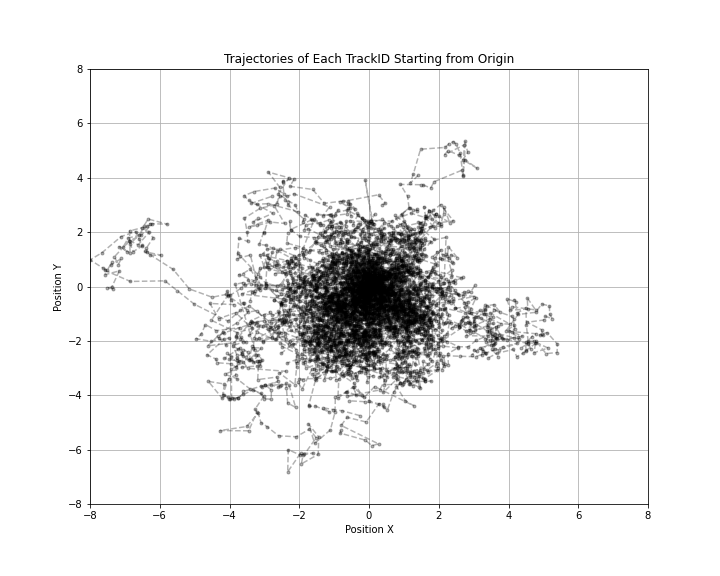 Trajectories of Each TrackID Starting from Origin
8
6
4
2
0
−2
−4
−6
−8
Position Y
−8 −6 −4 −2 0 2 4 6 8
Position X